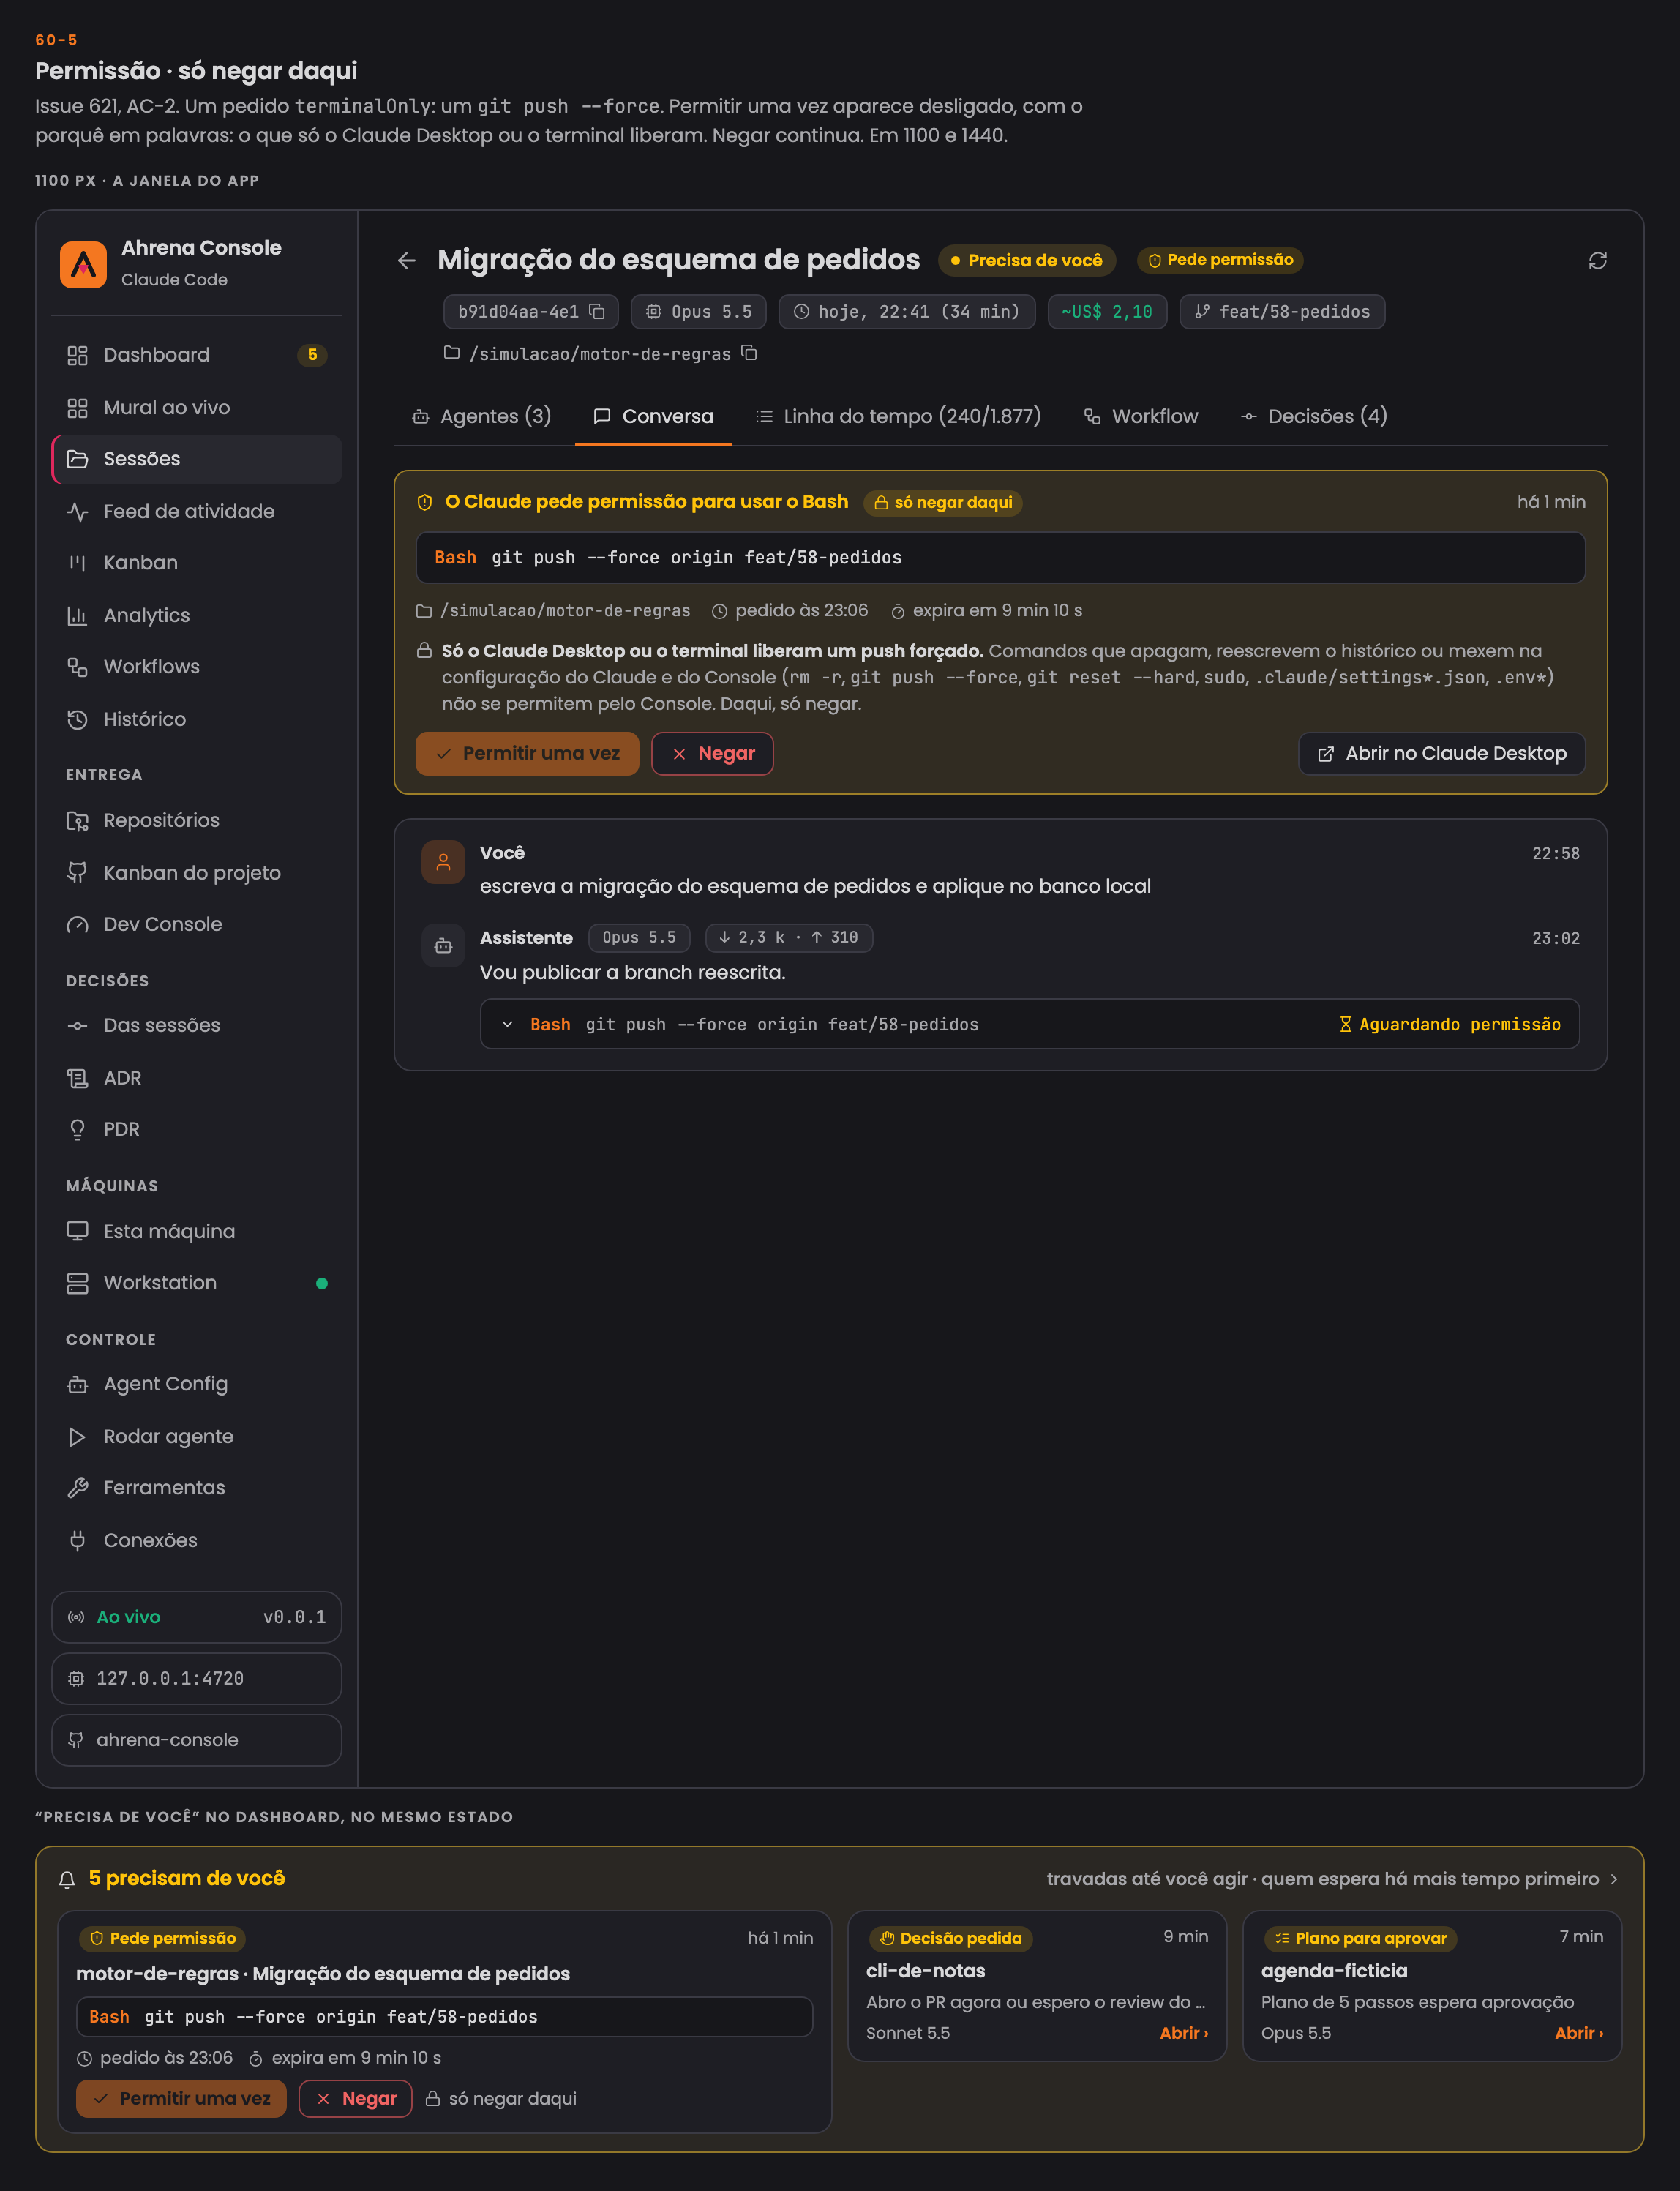 60-5
Permissão · só negar daqui
Issue 621, AC-2. Um pedido terminalOnly: um git push --force. Permitir uma vez aparece desligado, com o
porquê em palavras: o que só o Claude Desktop ou o terminal liberam. Negar continua. Em 1100 e 1440.
1100 PX · A JANELA DO APP
Ahrena Console
Claude Code
Dashboard 5
Mural ao vivo
Sessões
Feed de atividade
Kanban
Analytics
Workflows
Histórico
ENTREGA
Repositórios
Kanban do projeto
Dev Console
DECISÕES
Das sessões
ADR
PDR
MÁQUINAS
Esta máquina
Workstation
CONTROLE
Agent Config
Rodar agente
Ferramentas
Conexões
Ao vivo v0.0.1
127.0.0.1:4720
ahrena-console
Migração do esquema de pedidos Precisa de você Pede permissão
b91d04aa-4e1 Opus 5.5 hoje, 22:41 (34 min) ~US$ 2,10 feat/58-pedidos
/simulacao/motor-de-regras
Agentes (3) Conversa Linha do tempo (240/1.877) Workflow Decisões (4)
O Claude pede permissão para usar o Bash só negar daqui há 1 min
Bash git push --force origin feat/58-pedidos
/simulacao/motor-de-regras pedido às 23:06 expira em 9 min 10 s
Só o Claude Desktop ou o terminal liberam um push forçado. Comandos que apagam, reescrevem o histórico ou mexem na
configuração do Claude e do Console (rm -r, git push --force, git reset --hard, sudo, .claude/settings*.json, .env*)
não se permitem pelo Console. Daqui, só negar.
Permitir uma vez Negar Abrir no Claude Desktop
Você 22:58
escreva a migração do esquema de pedidos e aplique no banco local
Assistente Opus 5.5 ↓ 2,3 k · ↑ 310 23:02
Vou publicar a branch reescrita.
Bash git push --force origin feat/58-pedidos Aguardando permissão
“PRECISA DE VOCÊ” NO DASHBOARD, NO MESMO ESTADO
5 precisam de você travadas até você agir · quem espera há mais tempo primeiro ›
Pede permissão há 1 min
motor-de-regras · Migração do esquema de pedidos
Bash git push --force origin feat/58-pedidos
pedido às 23:06 expira em 9 min 10 s
Permitir uma vez Negar só negar daqui
Decisão pedida 9 min
cli-de-notas
Abro o PR agora ou espero o review do …
Sonnet 5.5 Abrir ›
Plano para aprovar 7 min
agenda-ficticia
Plano de 5 passos espera aprovação
Opus 5.5 Abrir ›